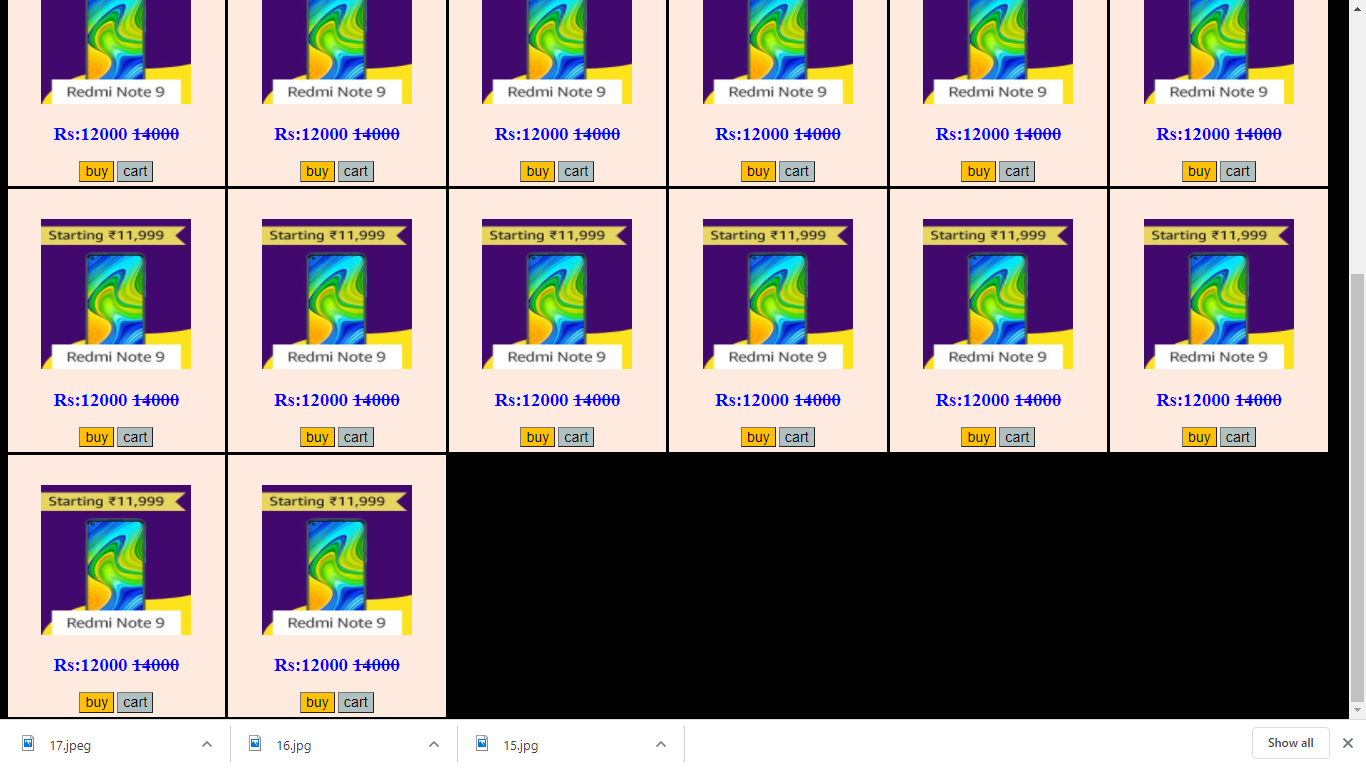 Redmi Note 9 Redmi Note 9 Redmi Note 9 Redmi Note 9 Redmi Note 9 Redmi Note 9
Rs:12000 14000 Rs:12000 14000 Rs:12000 14000 Rs:12000 14000 Rs:12000 14000 Rs:12000 14000
buy cart buy cart buy cart buy cart buy cart buy cart
Starting ₹11,999 Starting ₹11,999 Starting ₹11,999 Starting ₹11,999 Starting ₹11,999 Starting ₹11,999
Redmi Note 9 Redmi Note 9 Redmi Note 9 Redmi Note 9 Redmi Note 9 Redmi Note 9
Rs:12000 14000 Rs:12000 14000 Rs:12000 14000 Rs:12000 14000 Rs:12000 14000 Rs:12000 14000
buy cart buy cart buy cart buy cart buy cart buy cart
Starting ₹11,999 Starting ₹11,999
Redmi Note 9 Redmi Note 9
Rs:12000 14000 Rs:12000 14000
buy cart buy cart
17.jpeg 16.jpg 15.jpg Show all